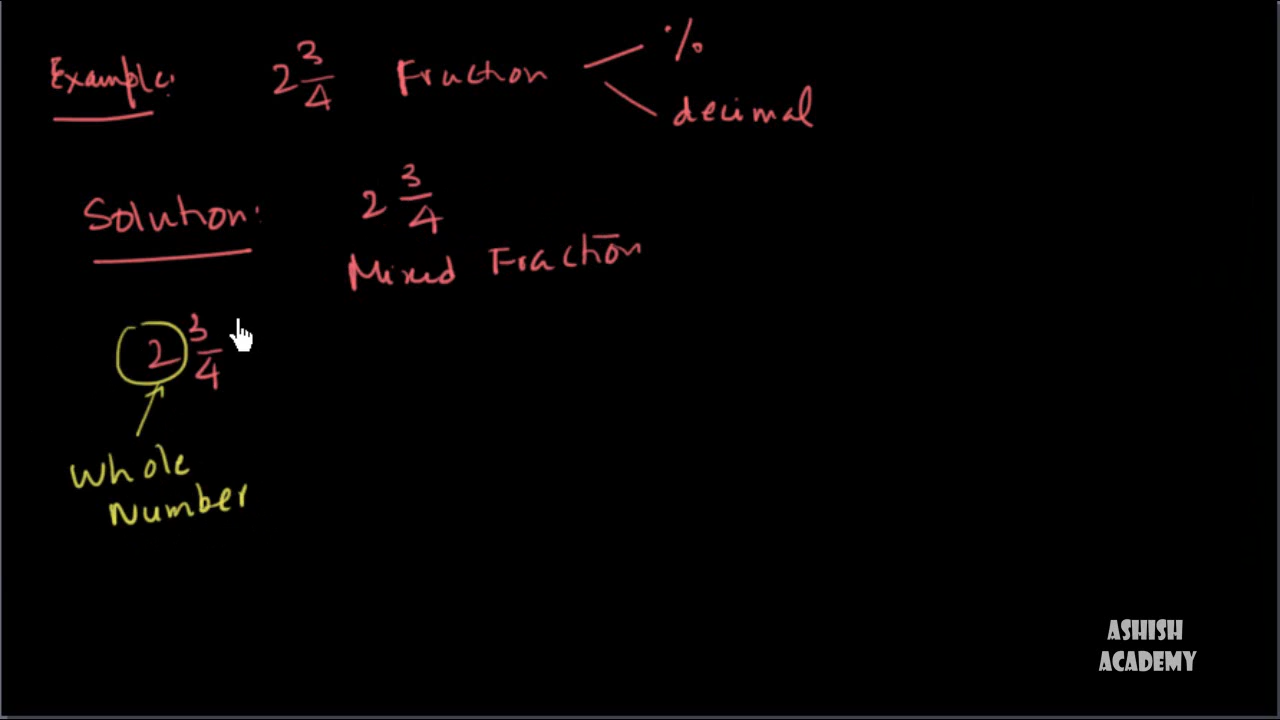 Example: 2 3/4 Fraction %
decimal
Solution: 2 3/4
Mixed Fraction
2 3/4
Whole
Number
ASHISH
ACADEMY